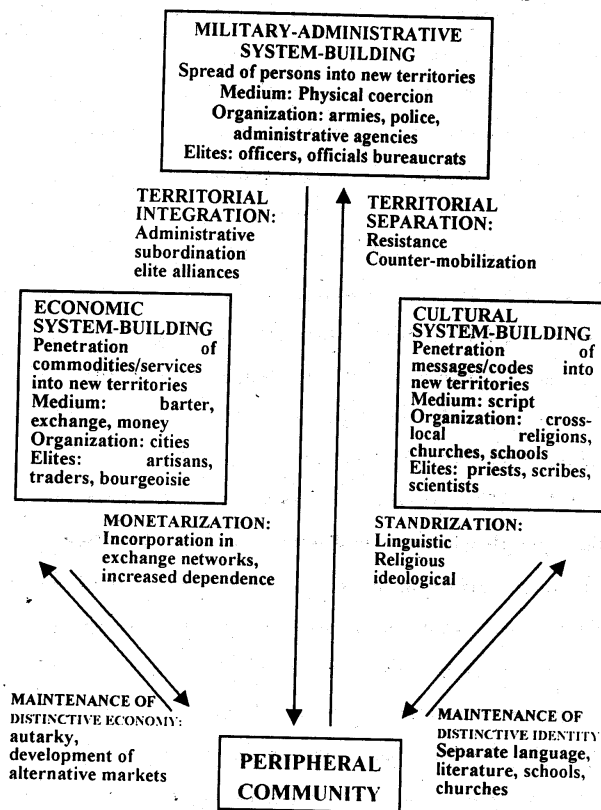 MILITARY-ADMINISTRATIVE
SYSTEM-BUILDING
Spread of persons into new territories
Medium: Physical coercion
Organization: armies, police,
administrative agencies
Elites: officers, officials bureaucrats
TERRITORIAL
INTEGRATION:
Administrative
subordination
elite alliances
TERRITORIAL
SEPARATION:
Resistance
Counter-mobilization
ECONOMIC
SYSTEM-BUILDING
Penetration of
commodities/services
into new territories
Medium: barter,
exchange, money
Organization: cities
Elites: artisans,
traders, bourgeoisie
CULTURAL
SYSTEM-BUILDING
Penetration of
messages/codes into
new territories
Medium: script
Organization: cross-
local religions,
churches, schools
Elites: priests, scribes,
scientists
MONETARIZATION:
Incorporation in
exchange networks,
increased dependence
STANDRIZATION:
Linguistic
Religious
ideological
MAINTENANCE OF
DISTINCTIVE ECONOMY:
autarky,
development of
alternative markets
PERIPHERAL
COMMUNITY
MAINTENANCE OF
DISTINCTIVE IDENTITY
Separate language,
literature, schools,
churches